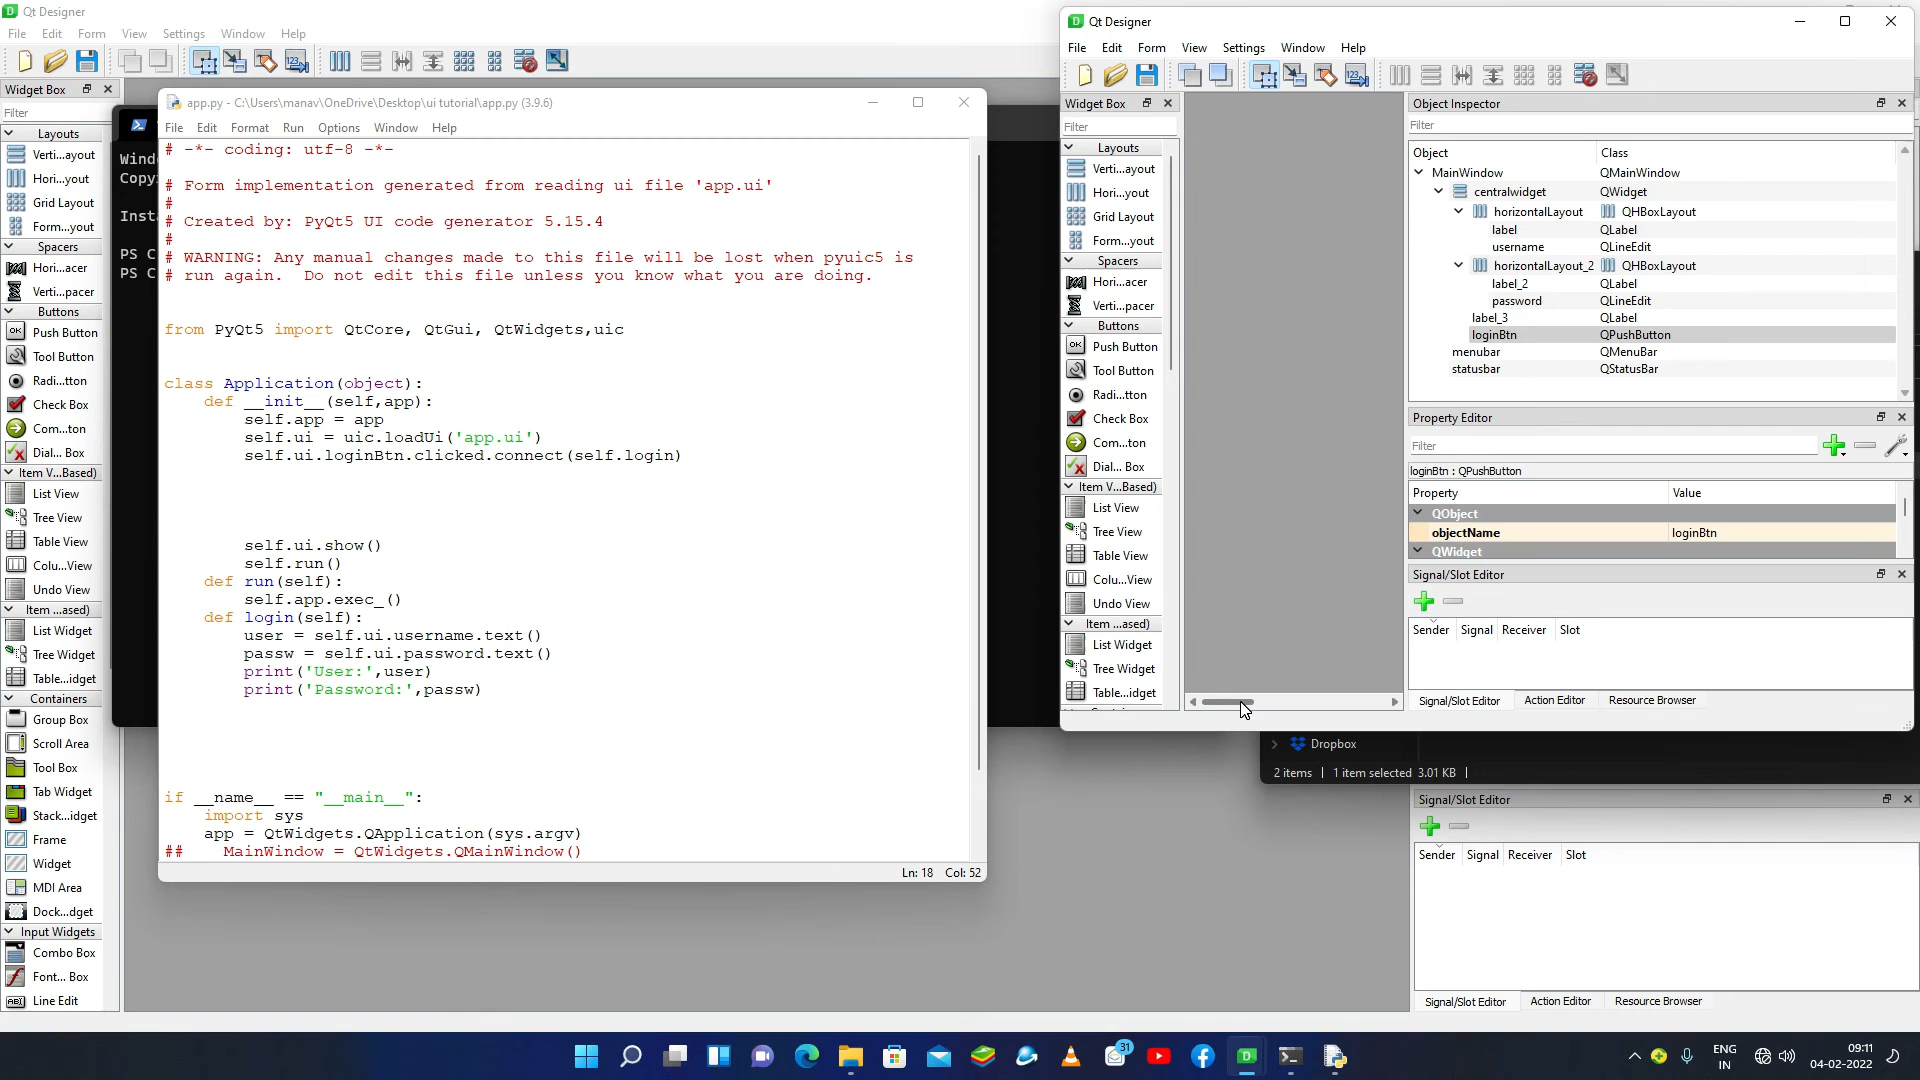 Qt Designer
File Edit Form View Settings Window Help
Widget Box
Filter
Layouts
Verti...ayout
Hori...yout
Grid Layout
Form...yout
Spacers
Hori...acer
Verti...pacer
Buttons
Push Button
Tool Button
Radi...tton
Check Box
Com...ton
Dial... Box
Item V...Based)
List View
Tree View
Table View
Colu...View
Undo View
Item ...ased)
List Widget
Tree Widget
Table...idget
Containers
Group Box
Scroll Area
Tool Box
Tab Widget
Stack...idget
Frame
Widget
MDI Area
Dock...dget
Input Widgets
Combo Box
Font... Box
Line Edit
Wind
Copy
Inst
PS C
PS C
app.py - C:\Users\manav\OneDrive\Desktop\ui tutorial\app.py (3.9.6)
File Edit Format Run Options Window Help
# -*- coding: utf-8 -*-
# Form implementation generated from reading ui file 'app.ui'
#
# Created by: PyQt5 UI code generator 5.15.4
#
# WARNING: Any manual changes made to this file will be lost when pyuic5 is
# run again.  Do not edit this file unless you know what you are doing.
from PyQt5 import QtCore, QtGui, QtWidgets,uic
class Application(object):
    def __init__(self,app):
        self.app = app
        self.ui = uic.loadUi('app.ui')
        self.ui.loginBtn.clicked.connect(self.login)
        self.ui.show()
        self.run()
    def run(self):
        self.app.exec_()
    def login(self):
        user = self.ui.username.text()
        passw = self.ui.password.text()
        print('User:',user)
        print('Password:',passw)
if __name__ == "__main__":
    import sys
    app = QtWidgets.QApplication(sys.argv)
##    MainWindow = QtWidgets.QMainWindow()
Ln: 18 Col: 52
Qt Designer
File Edit Form View Settings Window Help
Widget Box
Filter
Layouts
Verti...ayout
Hori...yout
Grid Layout
Form...yout
Spacers
Hori...acer
Verti...pacer
Buttons
Push Button
Tool Button
Radi...tton
Check Box
Com...ton
Dial... Box
Item V...Based)
List View
Tree View
Table View
Colu...View
Undo View
Item ...ased)
List Widget
Tree Widget
Table...idget
Object Inspector
Filter
Object Class
MainWindow QMainWindow
centralwidget QWidget
horizontalLayout QHBoxLayout
label QLabel
username QLineEdit
horizontalLayout_2 QHBoxLayout
label_2 QLabel
password QLineEdit
label_3 QLabel
loginBtn QPushButton
menubar QMenuBar
statusbar QStatusBar
Property Editor
Filter
loginBtn : QPushButton
Property Value
QObject
objectName loginBtn
QWidget
Signal/Slot Editor
Sender Signal Receiver Slot
Signal/Slot Editor Action Editor Resource Browser
Dropbox
2 items 1 item selected 3.01 KB
Signal/Slot Editor
Sender Signal Receiver Slot
Signal/Slot Editor Action Editor Resource Browser
31
ENG
IN
09:11
04-02-2022